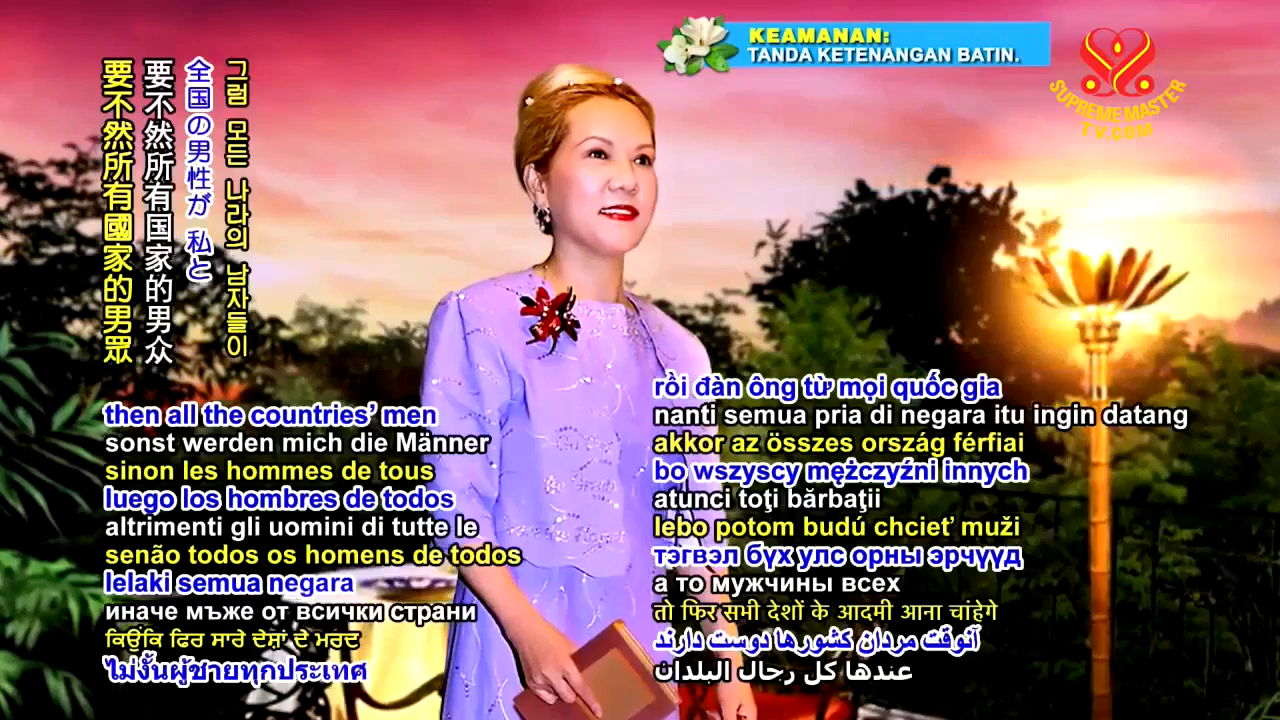 KEAMANAN:
TANDA KETENANGAN BATIN.
SUPREME MASTER
TV.COM
그럼 모든 나라의 남자들이
全国の男性が 私と
要不然所有国家的男众
要不然所有國家的男眾
then all the countries’ men
sonst werden mich die Männer
sinon les hommes de tous
luego los hombres de todos
altrimenti gli uomini di tutte le
senão todos os homens de todos
lelaki semua negara
иначе мъже от всички страни
ਕਿਉਂਕਿ ਫਿਰ ਸਾਰੇ ਦੇਸ਼ਾਂ ਦੇ ਮਰਦ
ไม่งั้นผู้ชายทุกประเทศ
rồi đàn ông từ mọi quốc gia
nanti semua pria di negara itu ingin datang
akkor az összes ország férfiai
bo wszyscy mężczyźni innych
atunci toţi bărbaţii
lebo potom budú chcieť muži
тэгвэл бүх улс орны эрчүүд
а то мужчины всех
तो फिर सभी देशों के आदमी आना चांहेगे
آنوقت مردان کشورها دوست دارند
عندها كل رجال البلدان